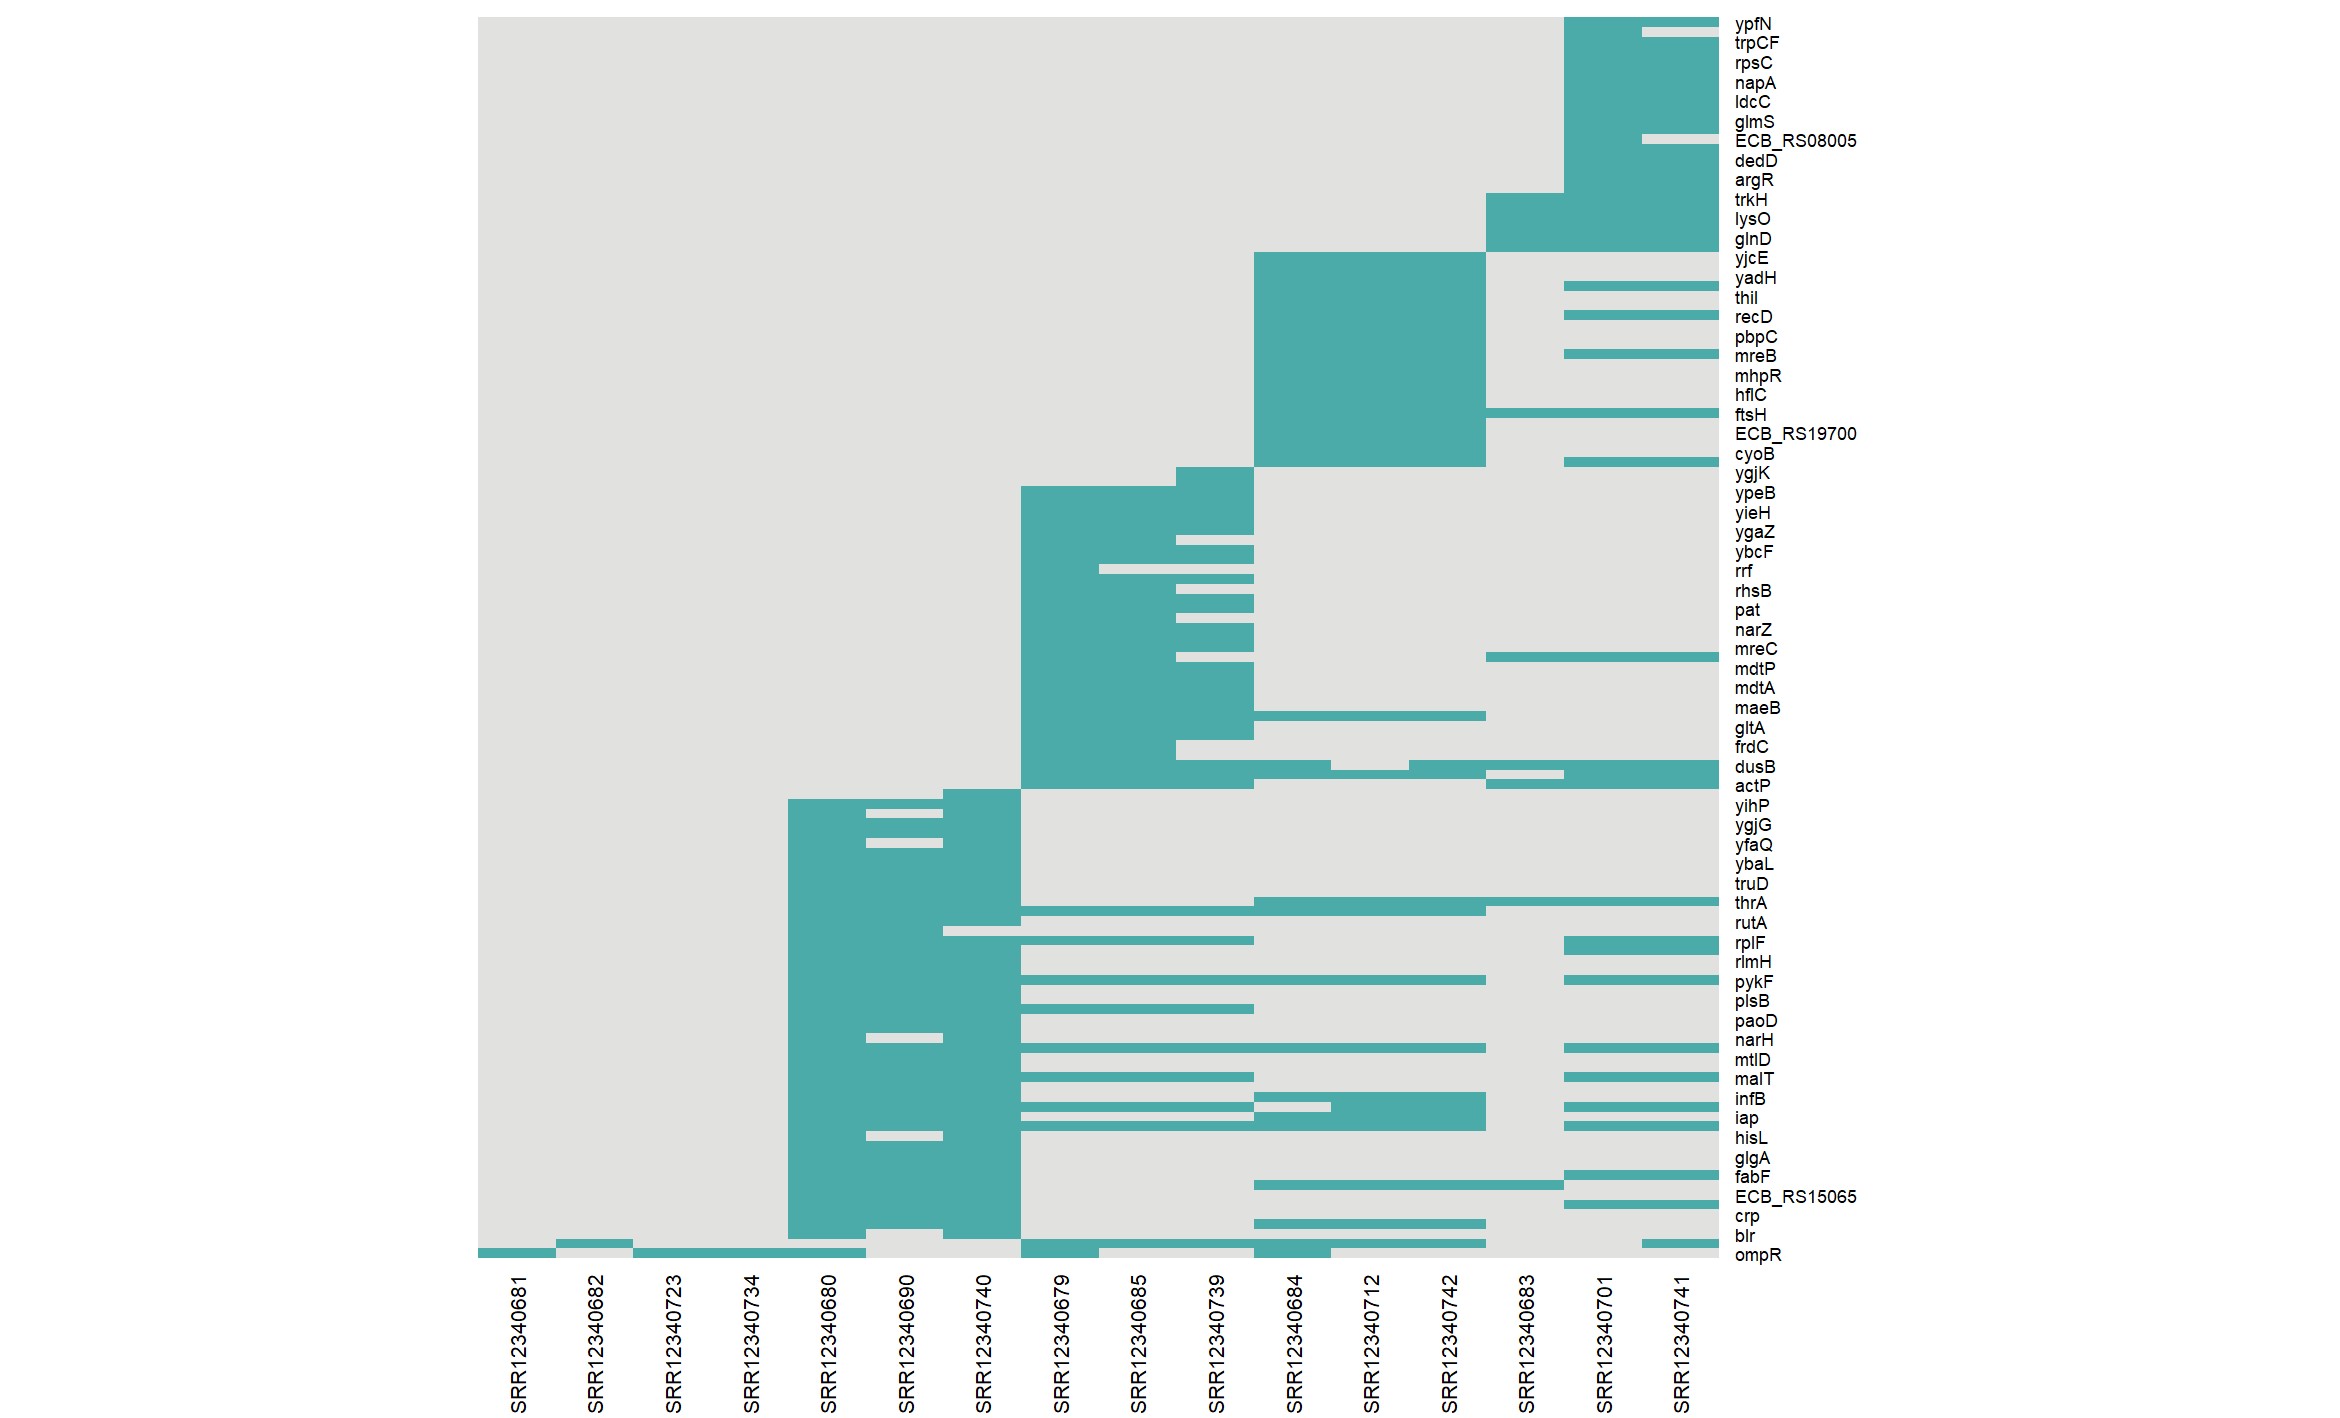 ypfN
trpCF
rpsC
napA
ldcC
glmS
ECB_RS08005
dedD
argR
trkH
lysO
glnD
yjcE
yadH
thiI
recD
pbpC
mreB
mhpR
hflC
ftsH
ECB_RS19700
cyoB
ygjK
ypeB
yieH
ygaZ
ybcF
rrf
rhsB
pat
narZ
mreC
mdtP
mdtA
maeB
gltA
frdC
dusB
actP
yihP
ygjG
yfaQ
ybaL
truD
thrA
rutA
rplF
rlmH
pykF
plsB
paoD
narH
mtlD
malT
infB
iap
hisL
glgA
fabF
ECB_RS15065
crp
blr
ompR
SRR12340681
SRR12340682
SRR12340723
SRR12340734
SRR12340680
SRR12340690
SRR12340740
SRR12340679
SRR12340685
SRR12340739
SRR12340684
SRR12340712
SRR12340742
SRR12340683
SRR12340701
SRR12340741